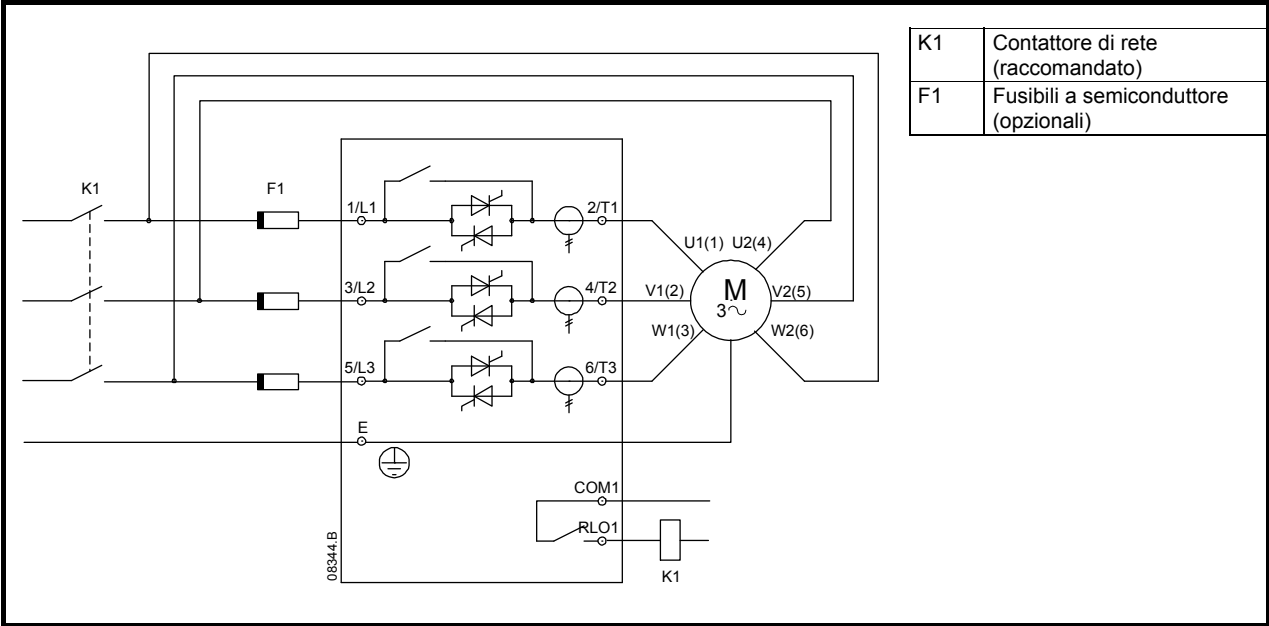 K1 Contattore di rete
(raccomandato)
F1 Fusibili a semiconduttore
(opzionali)
K1
F1
1/L1
2/T1
U1(1) U2(4)
3/L2
4/T2
V1(2)
M
3
V2(5)
W1(3)
W2(6)
5/L3
6/T3
E
COM1
RLO1
K1
08344.B